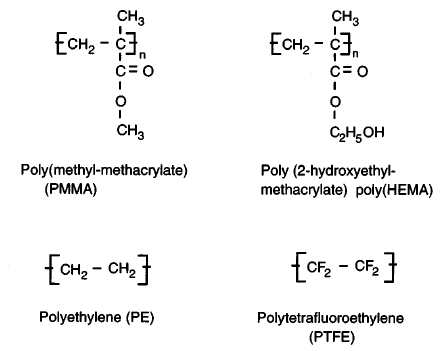 CH₃
[CH₂ – C]n
C=O
O
CH₃
Poly(methyl-methacrylate)
(PMMA)
CH₃
[CH₂ – C]n
C=O
O
C₂H₅OH
Poly (2-hydroxyethyl-
methacrylate) poly(HEMA)
[CH₂ – CH₂]
Polyethylene (PE)
[CF₂ – CF₂]
Polytetrafluoroethylene
(PTFE)